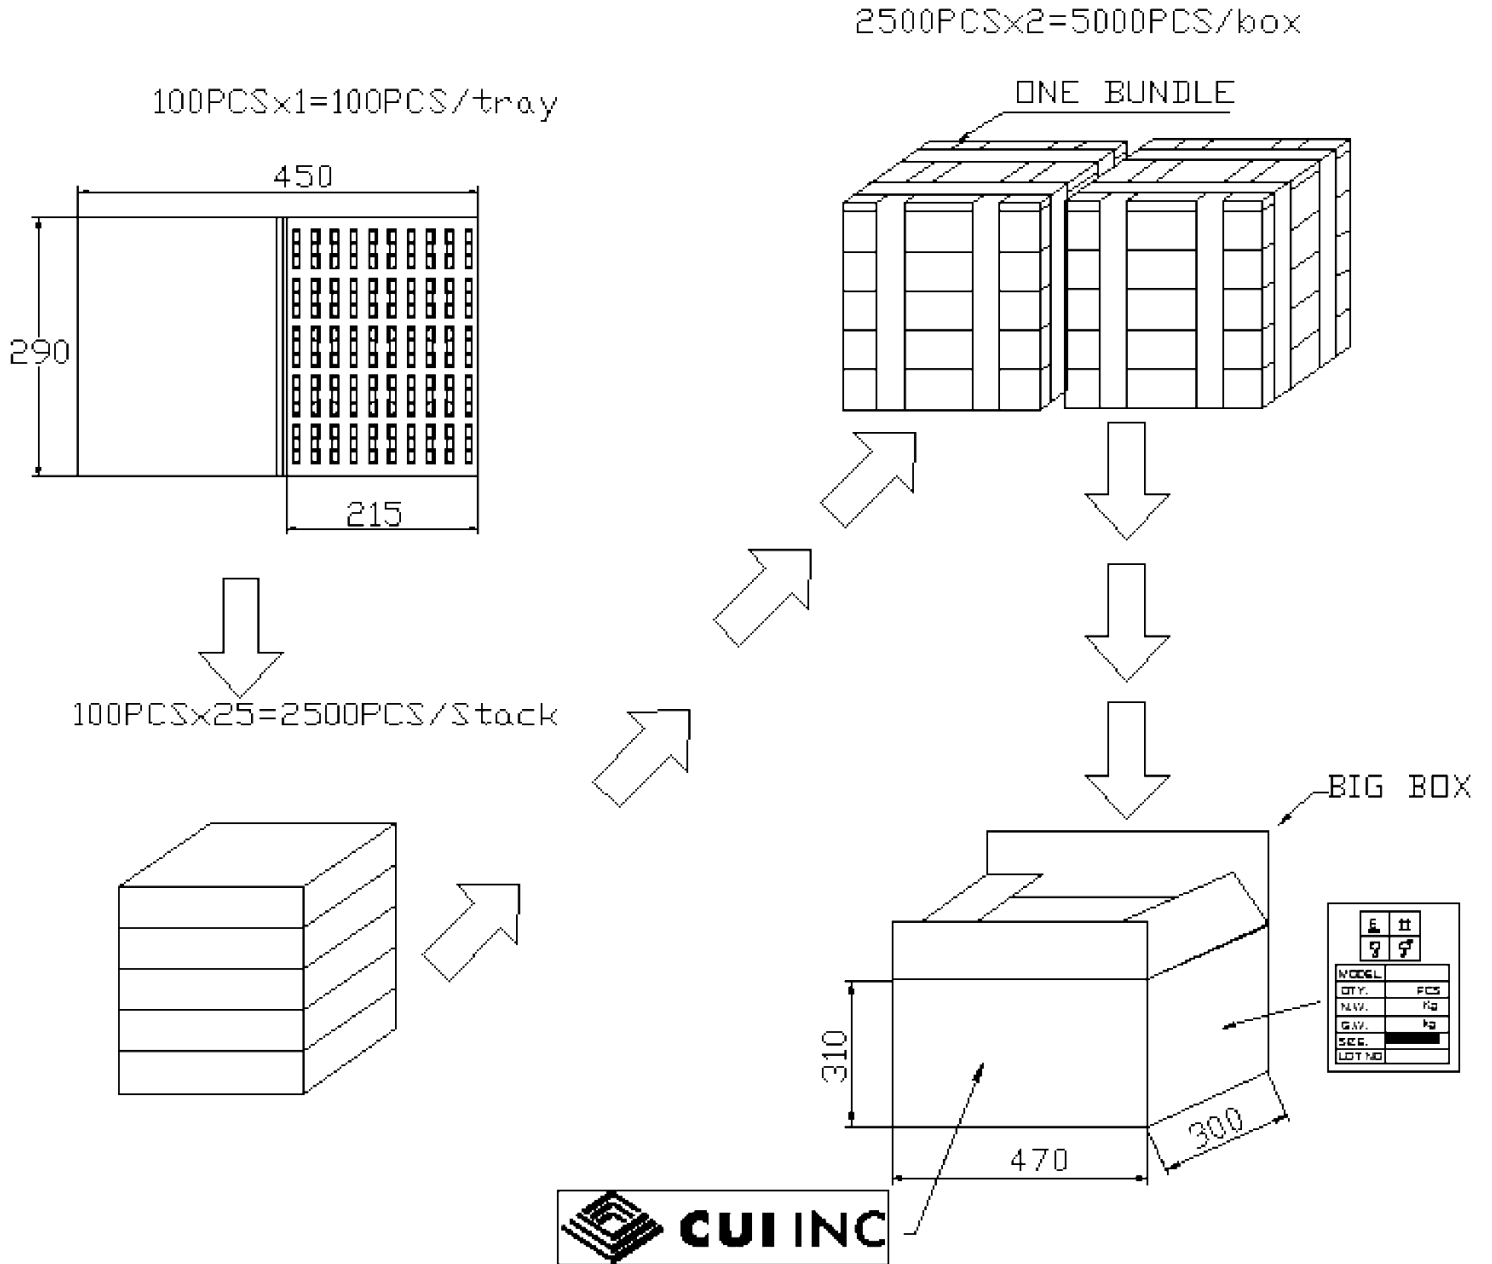 2500PCSx2=5000PCS/box
100PCSx1=100PCS/tray
ONE BUNDLE
450
290
215
100PCSx25=2500PCS/Stack
BIG BOX
MODEL
QTY. PCS
N.W. Kg
G.W. kg
SIZE.
LOT NO
310
300
470
CUI INC